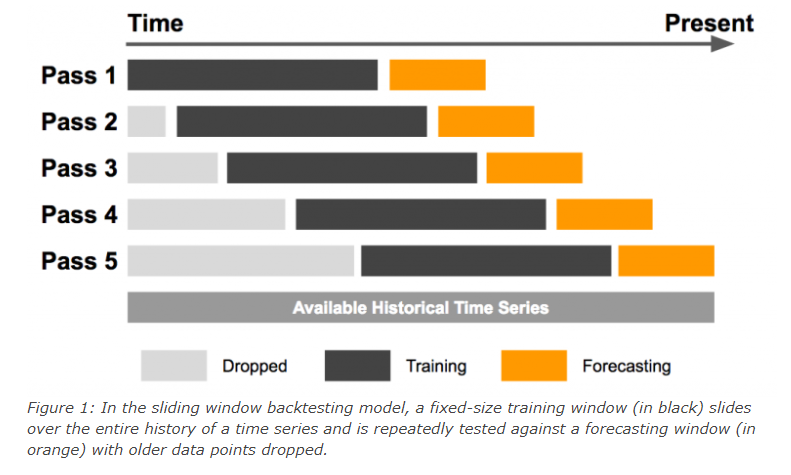 Time Present
Pass 1
Pass 2
Pass 3
Pass 4
Pass 5
Available Historical Time Series
Dropped Training Forecasting
Figure 1: In the sliding window backtesting model, a fixed-size training window (in black) slides
over the entire history of a time series and is repeatedly tested against a forecasting window (in
orange) with older data points dropped.